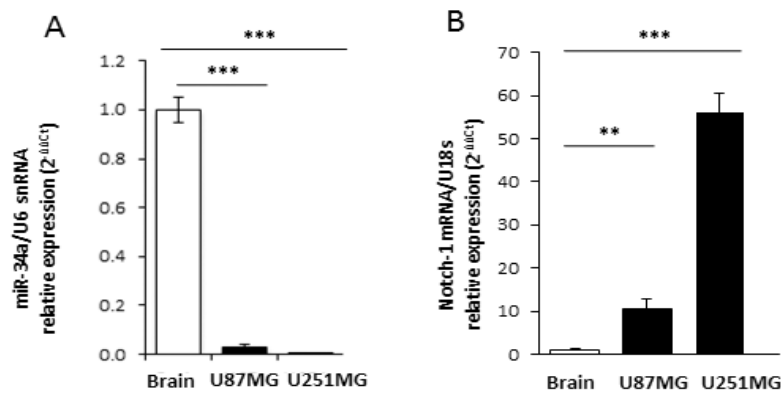 A
***
***
1.2
1.0
0.8
0.6
0.4
0.2
0.0
miR-34a/U6 snRNA
relative expression (2-ΔΔCt)
Brain U87MG U251MG
B
***
**
70
60
50
40
30
20
10
0
Notch-1 mRNA/U18s
relative expression (2-ΔΔCt)
Brain U87MG U251MG